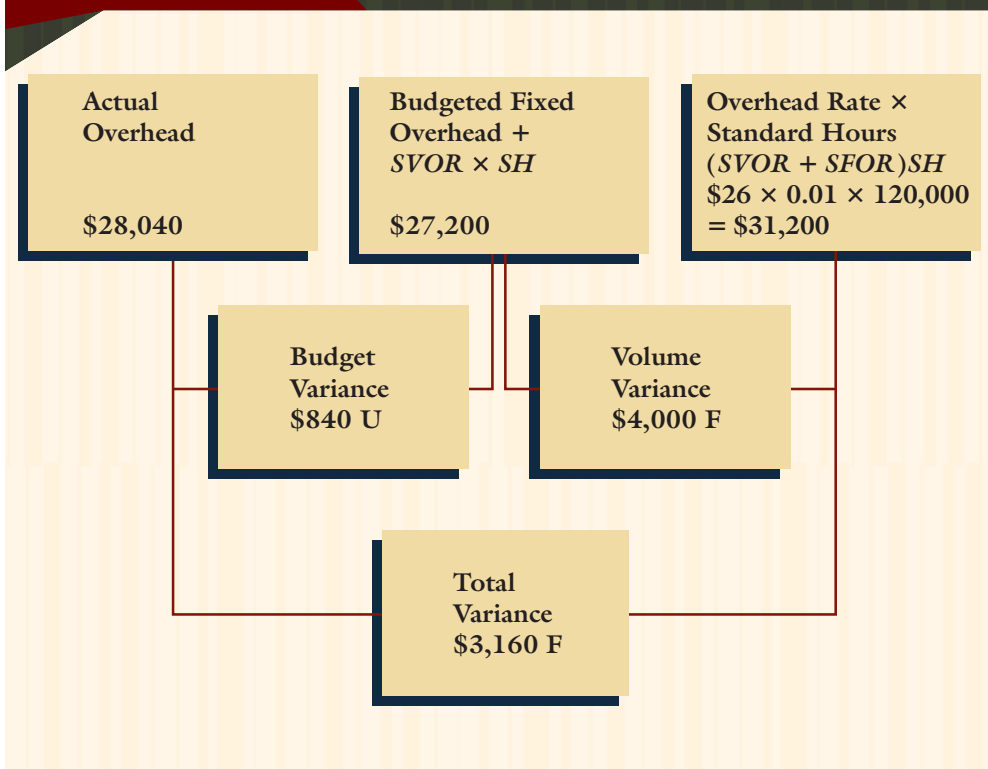 Actual
Overhead
$28,040
Budgeted Fixed
Overhead +
SVOR × SH
$27,200
Overhead Rate ×
Standard Hours
(SVOR + SFOR)SH
$26 × 0.01 × 120,000
= $31,200
Budget
Variance
$840 U
Volume
Variance
$4,000 F
Total
Variance
$3,160 F